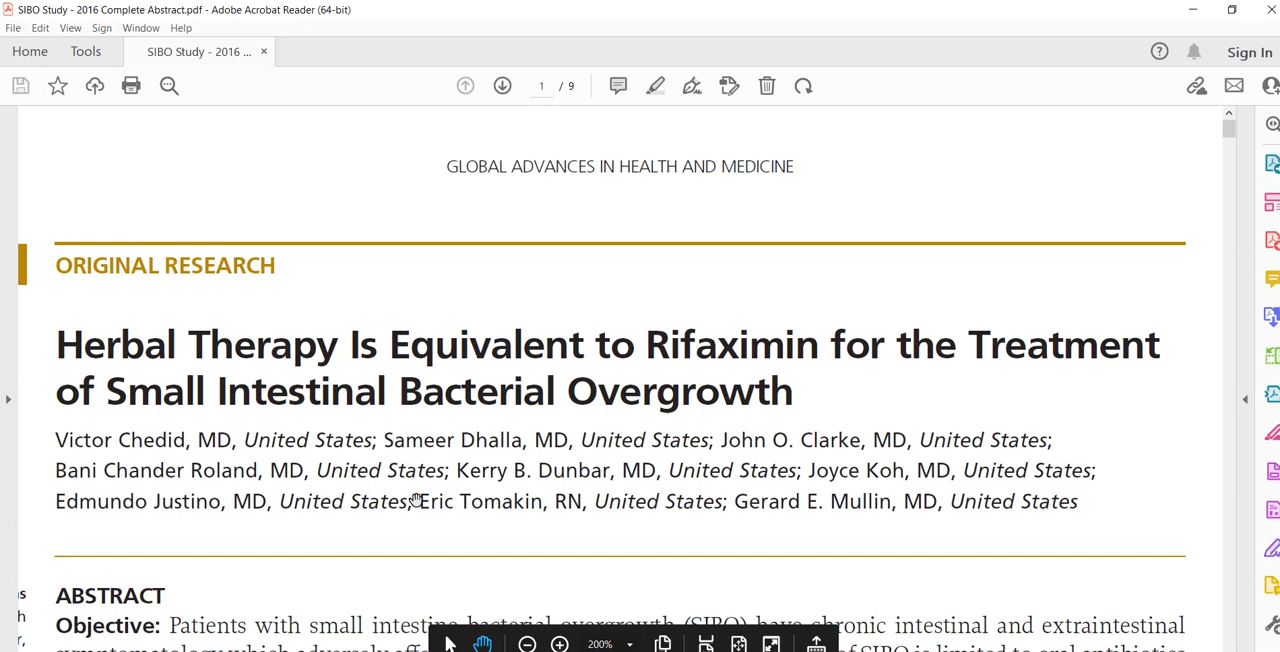 SIBO Study - 2016 Complete Abstract.pdf - Adobe Acrobat Reader (64-bit)
File Edit View Sign Window Help
Home Tools SIBO Study - 2016 ... × Sign In
1 / 9
GLOBAL ADVANCES IN HEALTH AND MEDICINE
ORIGINAL RESEARCH
Herbal Therapy Is Equivalent to Rifaximin for the Treatment
of Small Intestinal Bacterial Overgrowth
Victor Chedid, MD, United States; Sameer Dhalla, MD, United States; John O. Clarke, MD, United States;
Bani Chander Roland, MD, United States; Kerry B. Dunbar, MD, United States; Joyce Koh, MD, United States;
Edmundo Justino, MD, United States; Eric Tomakin, RN, United States; Gerard E. Mullin, MD, United States
ABSTRACT
Objective: Patients with small intestine bacterial overgrowth (SIBO) have chronic intestinal and extraintestinal
200%